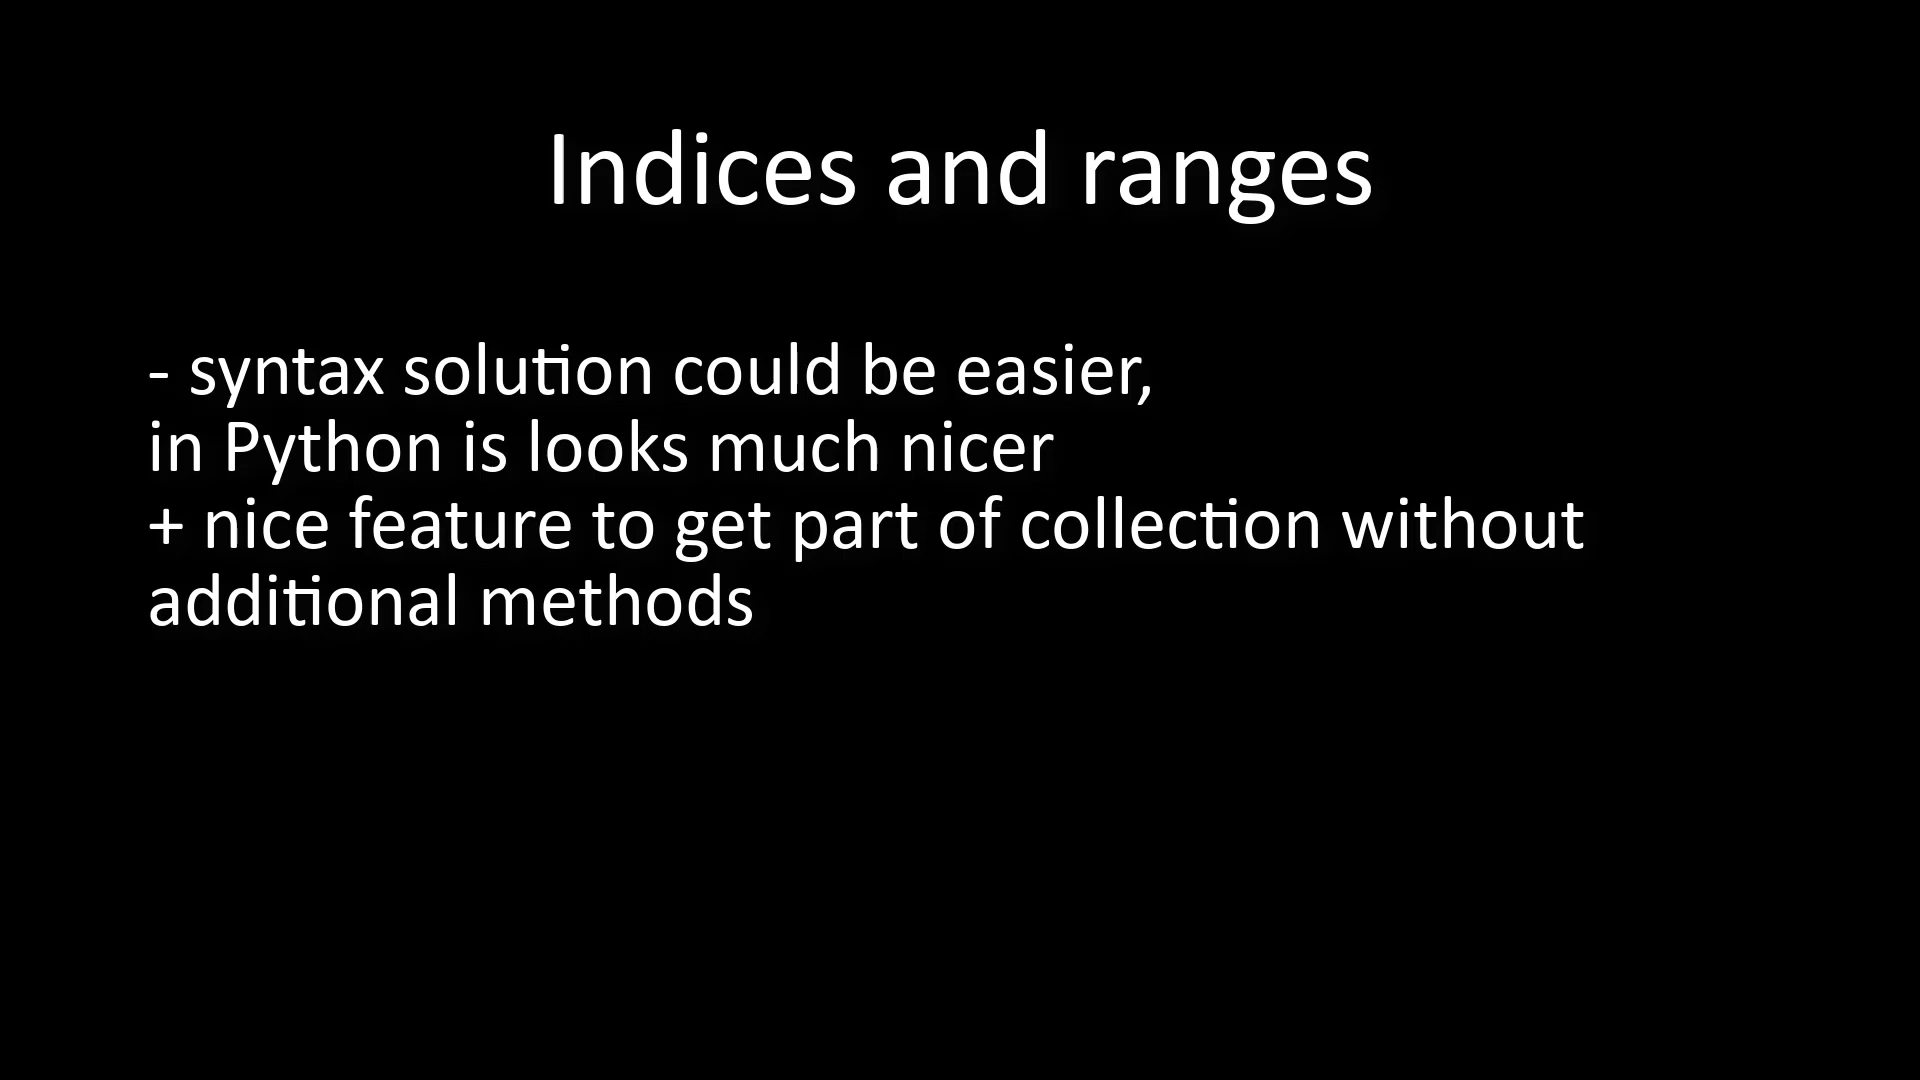 Indices and ranges
- syntax solution could be easier,
in Python is looks much nicer
+ nice feature to get part of collection without
additional methods